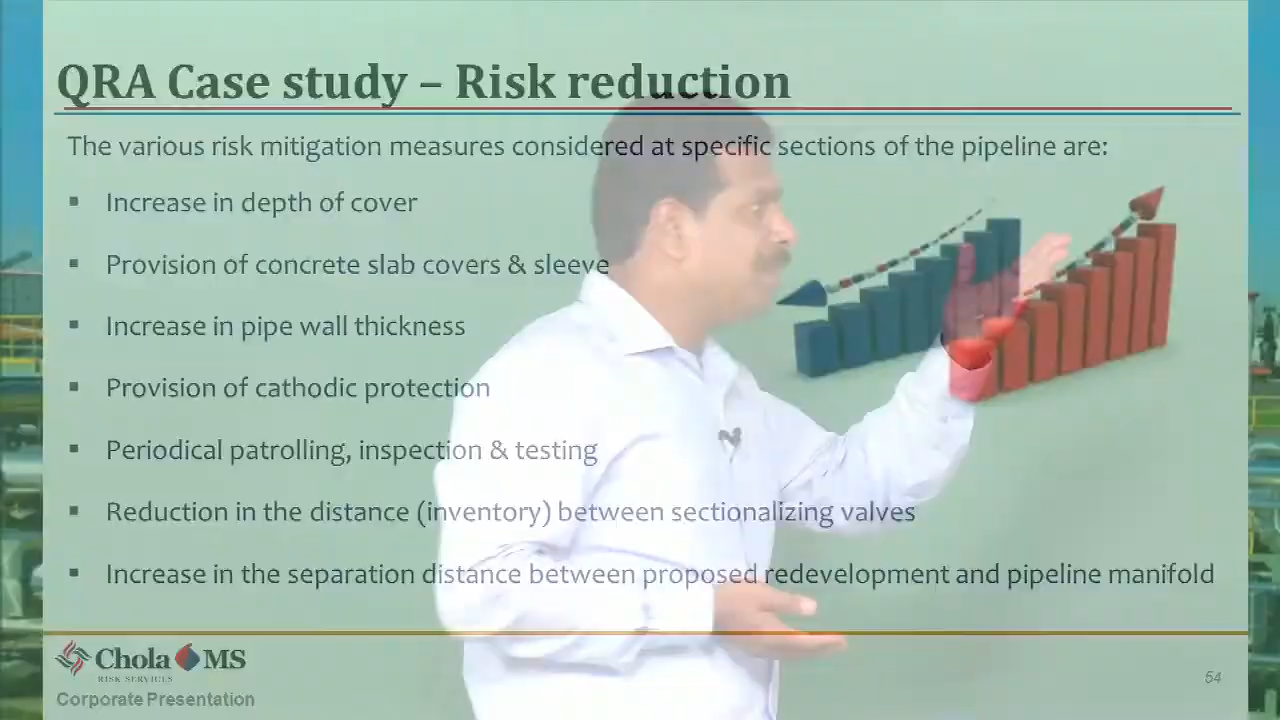 QRA Case study – Risk reduction
The various risk mitigation measures considered at specific sections of the pipeline are:
▪ Increase in depth of cover
▪ Provision of concrete slab covers & sleeve
▪ Increase in pipe wall thickness
▪ Provision of cathodic protection
▪ Periodical patrolling, inspection & testing
▪ Reduction in the distance (inventory) between sectionalizing valves
▪ Increase in the separation distance between proposed redevelopment and pipeline manifold
Chola MS
RISK SERVICES
Corporate Presentation
54